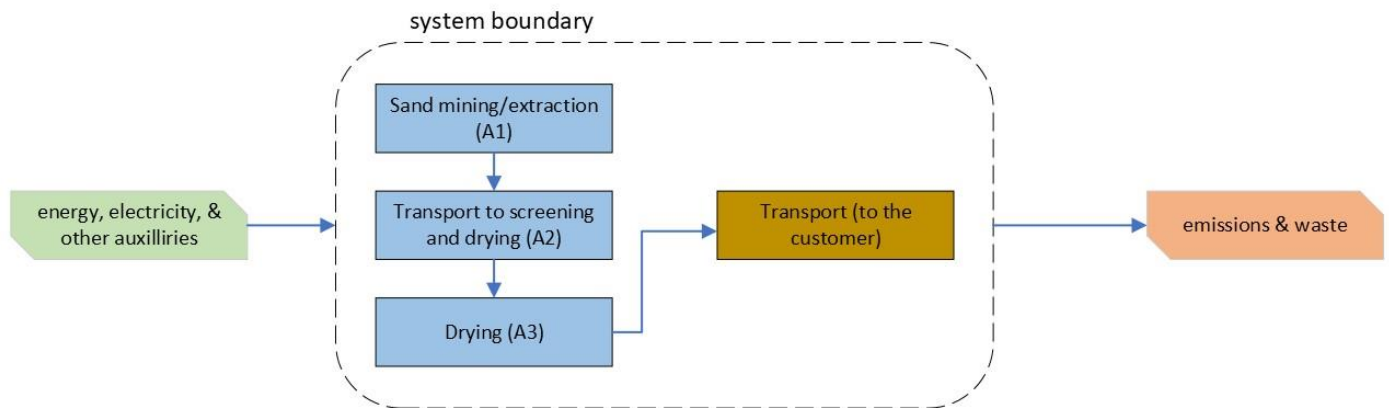 system boundary
Sand mining/extraction
(A1)
energy, electricity, &
other auxilliries
Transport to screening
and drying (A2)
Transport (to the
customer)
emissions & waste
Drying (A3)